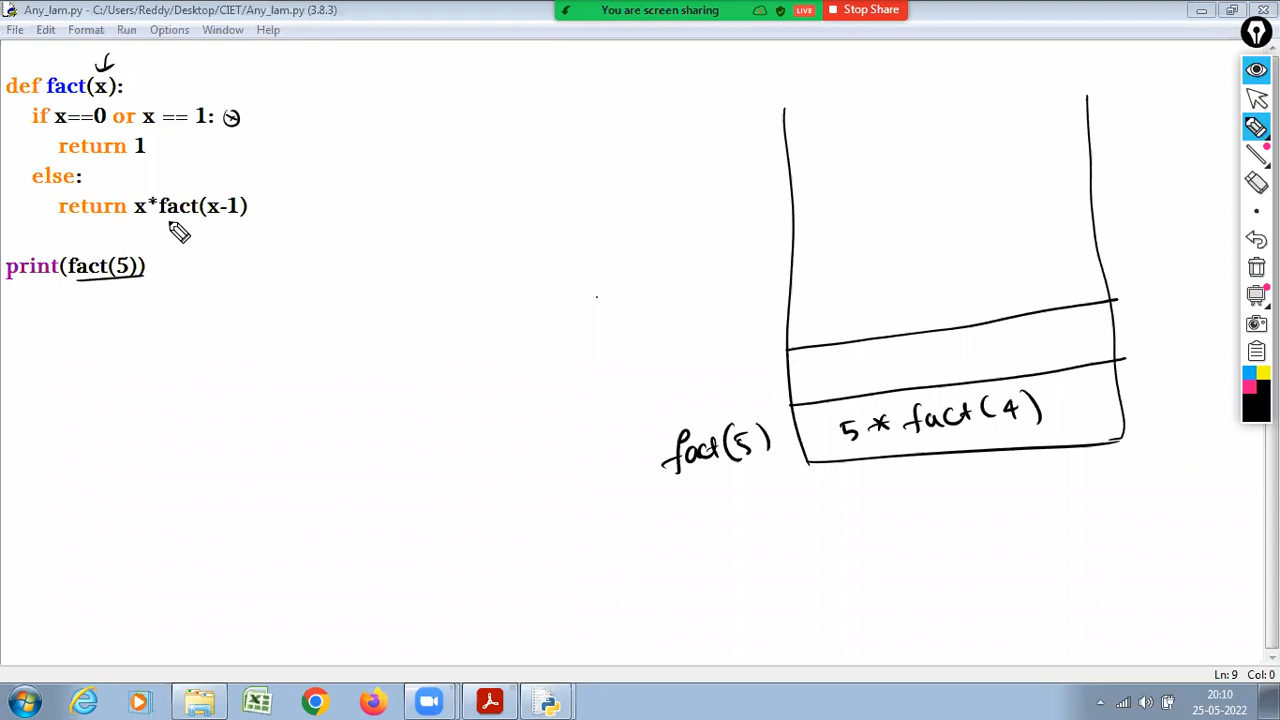 Any_lam.py - C:/Users/Reddy/Desktop/CIET/Any_lam.py (3.8.3)
You are screen sharing
LIVE
Stop Share
File Edit Format Run Options Window Help
def fact(x):
if x==0 or x == 1:
return 1
else:
return x*fact(x-1)
print(fact(5))
5 * fact(4)
fact(5)
Ln: 9 Col: 0
20:10
25-05-2022